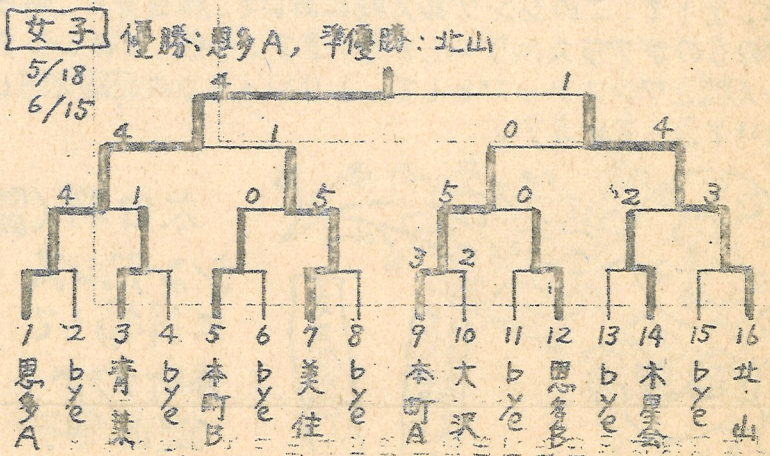 女子 優勝:恩多A, 準優勝:北山
5/18
6/15
4 1
4 1 0 4
4 1 0 5 5 0 2 3
3 2
1 2 3 4 5 6 7 8 9 10 11 12 13 14 15 16
恩多A
bye
青葉
bye
本町B
bye
美住
bye
本町A
大沢
bye
恩多B
bye
木星会
bye
北山